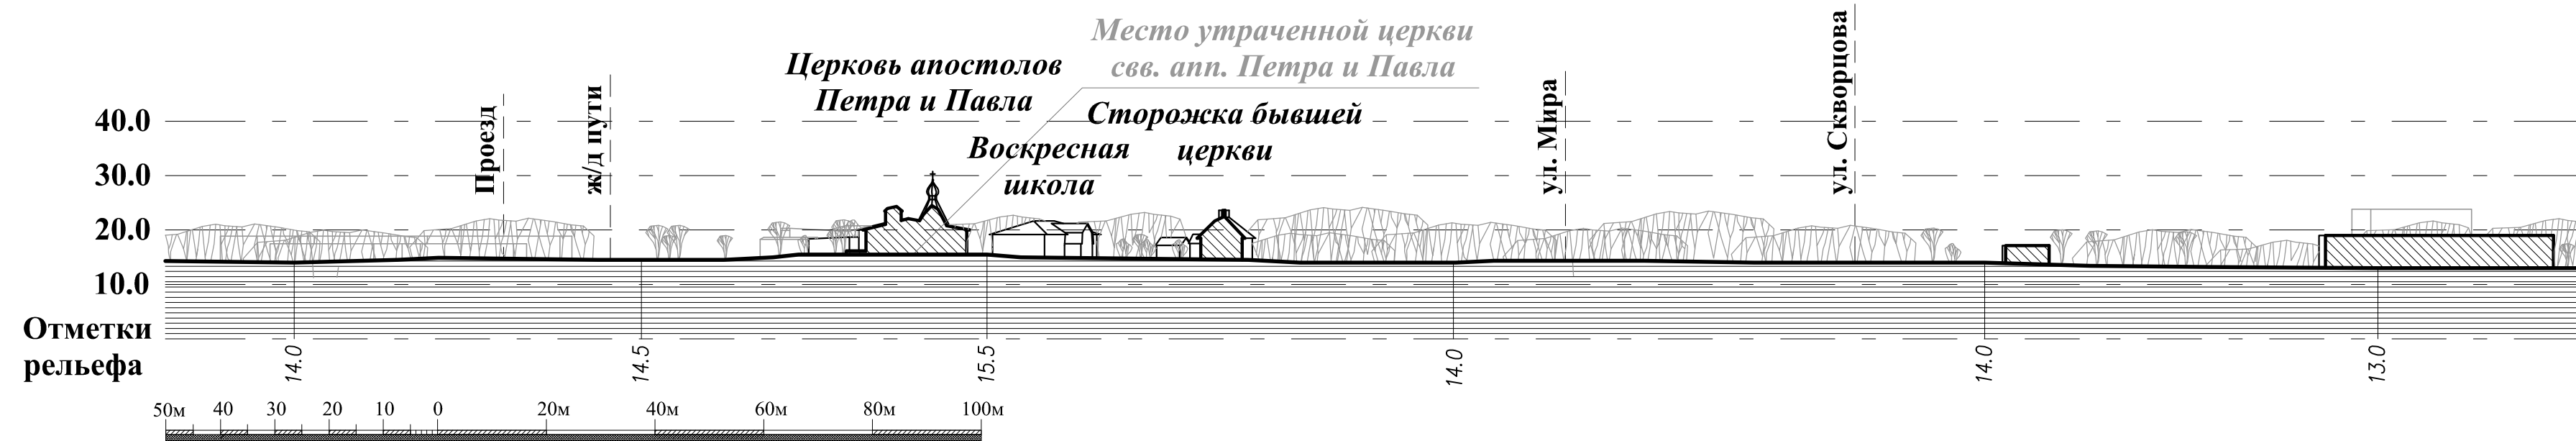 Место утраченной церкви
свв. апп. Петра и Павла
Церковь апостолов
Петра и Павла
Сторожка бывшей
церкви
Воскресная
школа
Проезд
ж/д пути
ул. Мира
ул. Скворцова
40.0
30.0
20.0
10.0
Отметки
рельефа
14.0
14.5
15.5
14.0
14.0
13.0
50м 40 30 20 10 0 20м 40м 60м 80м 100м